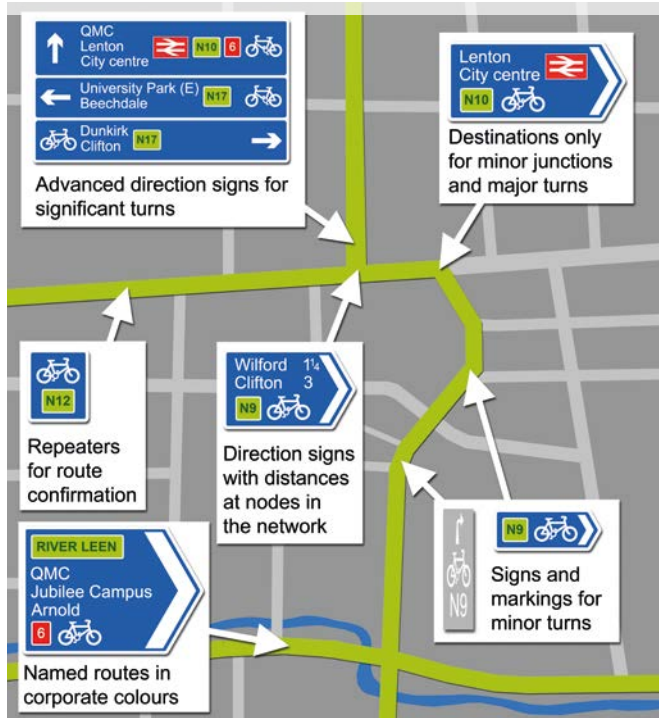 QMC
Lenton
City centre
N10 6
University Park (E)
Beechdale
N17
Dunkirk
Clifton
N17
Advanced direction signs for
significant turns
Lenton
City centre
N10
Destinations only
for minor junctions
and major turns
N12
Repeaters
for route
confirmation
Wilford 1¼
Clifton 3
N9
Direction signs
with distances
at nodes in
the network
N9
N9
Signs and
markings for
minor turns
RIVER LEEN
QMC
Jubilee Campus
Arnold
6
Named routes in
corporate colours